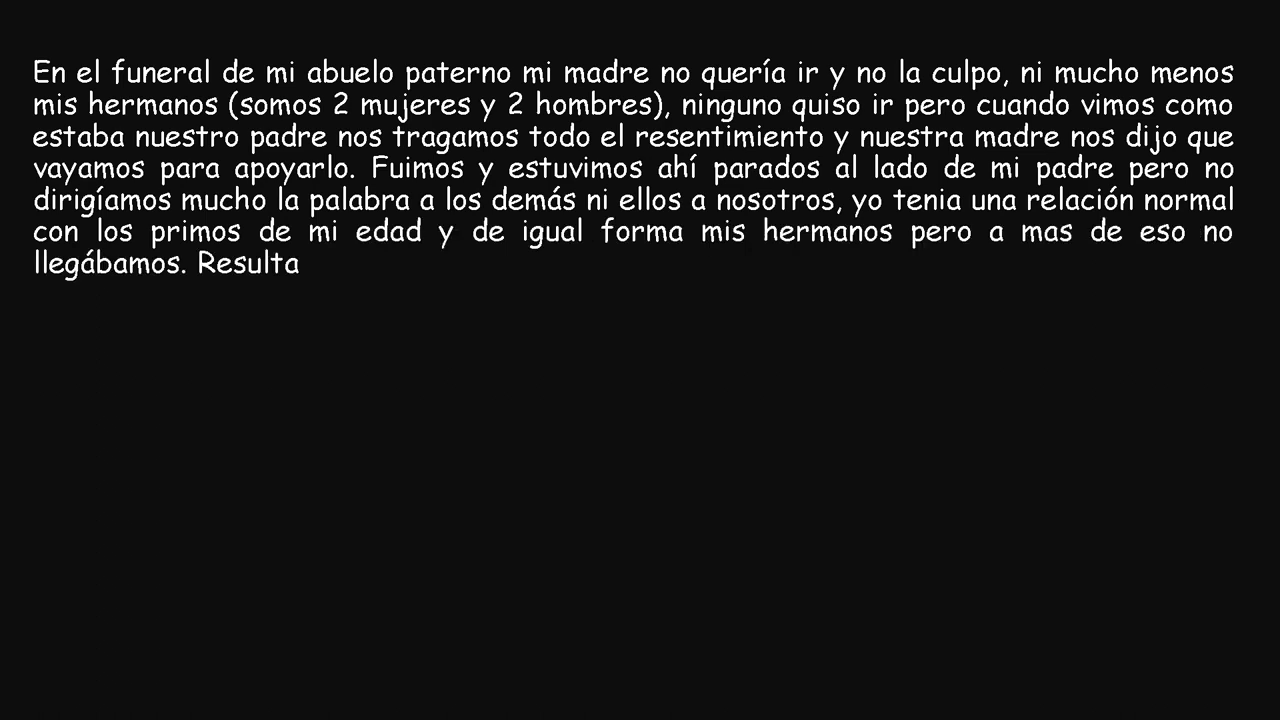 En el funeral de mi abuelo paterno mi madre no quería ir y no la culpo, ni mucho menos
mis hermanos (somos 2 mujeres y 2 hombres), ninguno quiso ir pero cuando vimos como
estaba nuestro padre nos tragamos todo el resentimiento y nuestra madre nos dijo que
vayamos para apoyarlo. Fuimos y estuvimos ahí parados al lado de mi padre pero no
dirigíamos mucho la palabra a los demás ni ellos a nosotros, yo tenia una relación normal
con los primos de mi edad y de igual forma mis hermanos pero a mas de eso no
llegábamos. Resulta